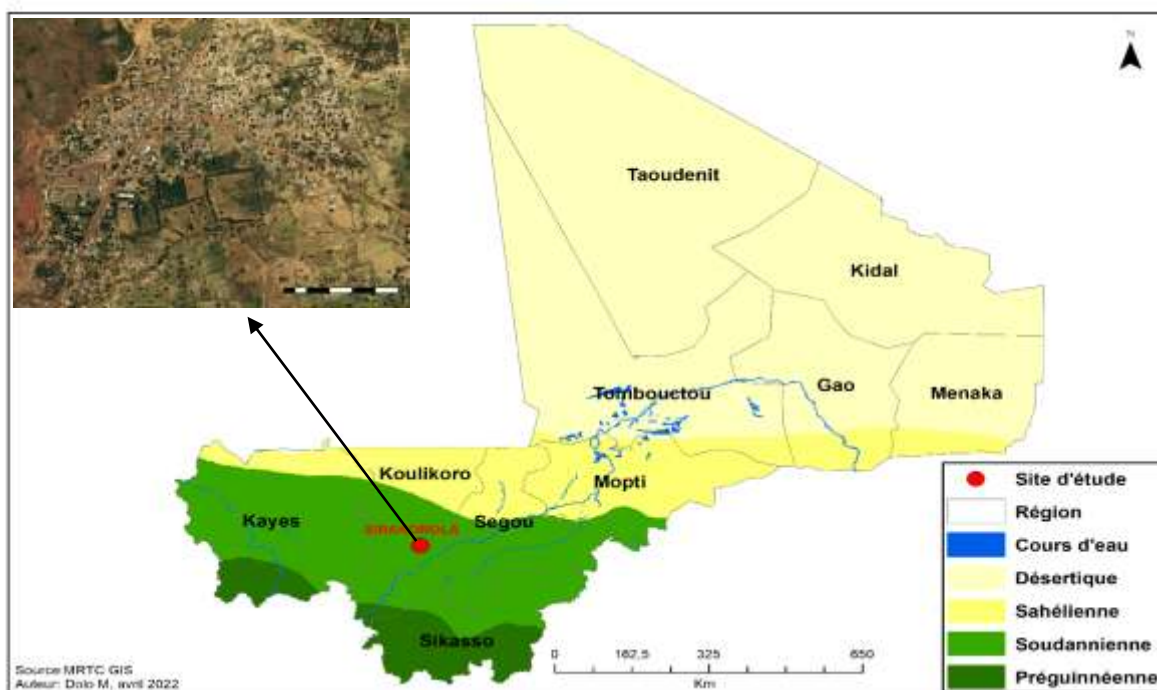 N
Taoudenit
Kidal
Tombouctou
Gao
Menaka
Koulikoro
Mopti
Kayes
Segou
SIRAKOROLA
Sikasso
Site d'étude
Région
Cours d'eau
Désertique
Sahélienne
Soudannienne
Préguinnéenne
0 162,5 325 650
Km
Source MRTC GIS
Auteur: Dolo M, avril 2022